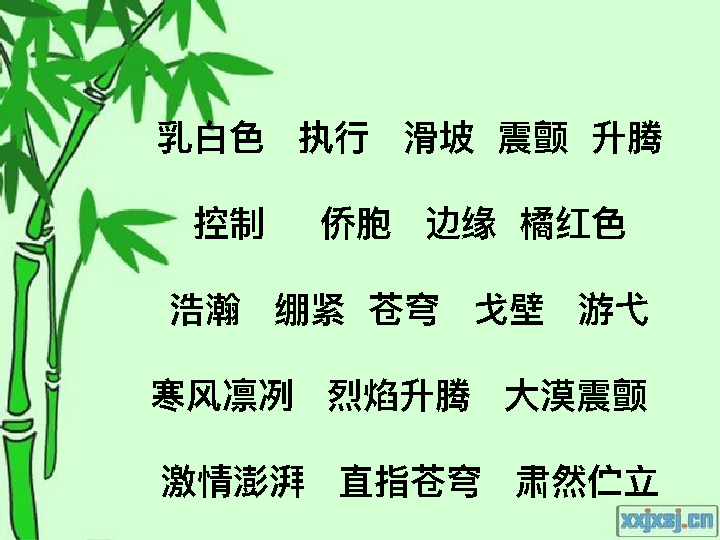 乳白色 执行 滑坡 震颤 升腾
控制 侨胞 边缘 橘红色
浩瀚 绷紧 苍穹 戈壁 游弋
寒风凛冽 烈焰升腾 大漠震颤
激情澎湃 直指苍穹 肃然伫立
xxjxsj.cn